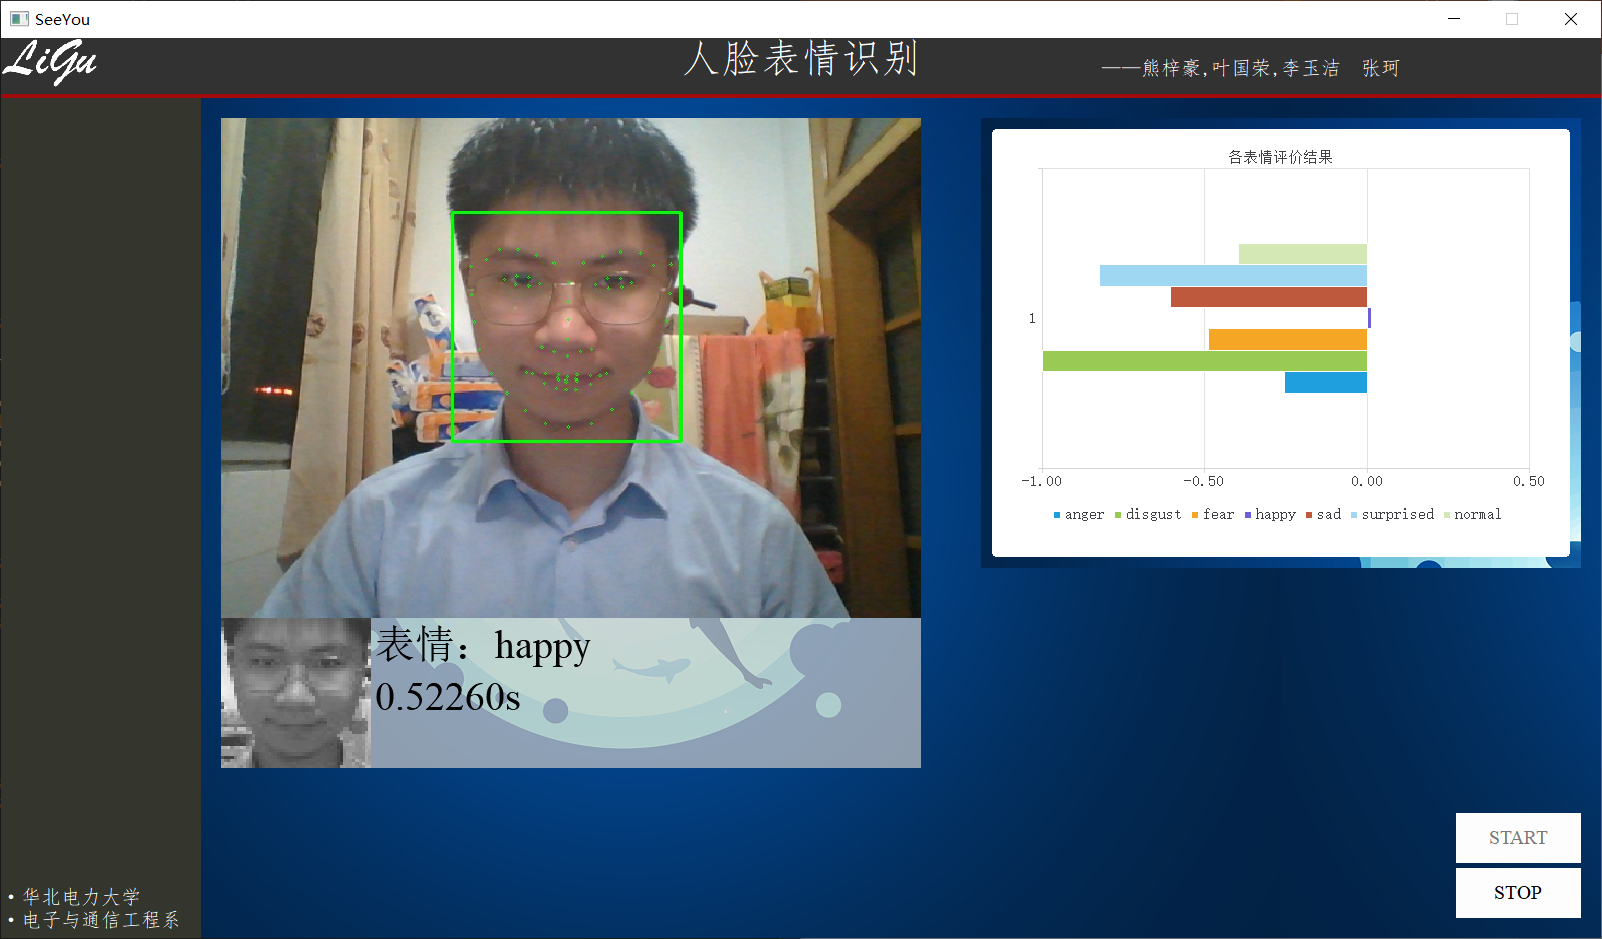 SeeYou
LiGu
人脸表情识别
——熊梓豪,叶国荣,李玉洁 张珂
各表情评价结果
1
-1.00 -0.50 0.00 0.50
anger disgust fear happy sad surprised normal
表情：happy
0.52260s
START
STOP
• 华北电力大学
• 电子与通信工程系